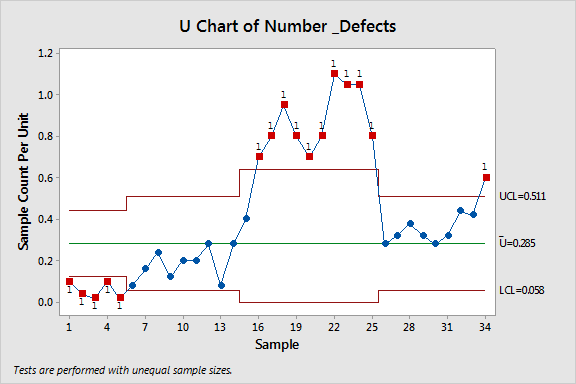 U Chart of Number _Defects
1.2
1.0
0.8
0.6
0.4
0.2
0.0
Sample Count Per Unit
1 1 1 1 1 1 1 1 1 1 1 1 1 1 1 1
UCL=0.511
U=0.285
LCL=0.058
1 4 7 10 13 16 19 22 25 28 31 34
Sample
Tests are performed with unequal sample sizes.